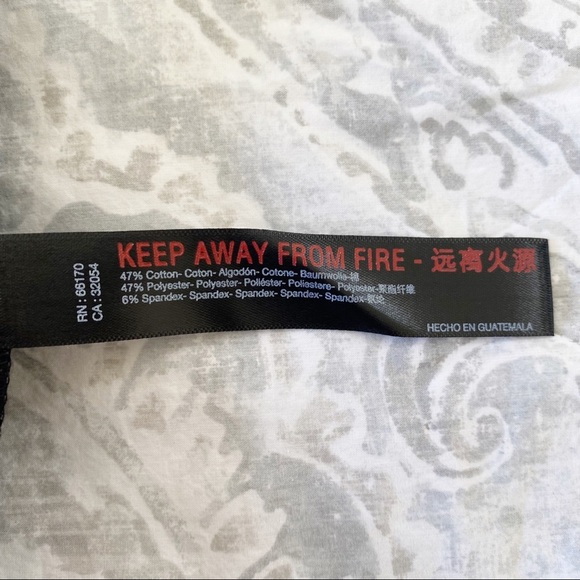 RN : 66170
CA : 32054
KEEP AWAY FROM FIRE - 远离火源
47% Cotton- Coton- Algodón- Cotone- Baumwolle-棉
47% Polyester- Polyester- Poliéster- Poliestere- Polyester-聚脂纤维
6% Spandex- Spandex- Spandex- Spandex- Spandex-氨纶
HECHO EN GUATEMALA